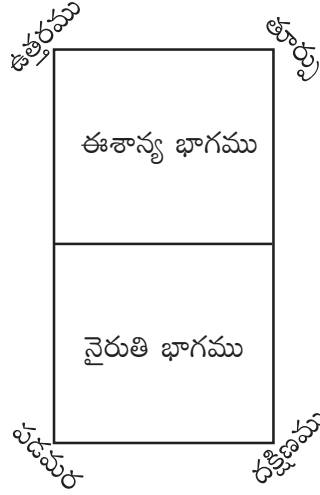 ఉత్తరము
తూర్పు
ఈశాన్య భాగము
నైరుతి భాగము
పడమర
దక్షిణము